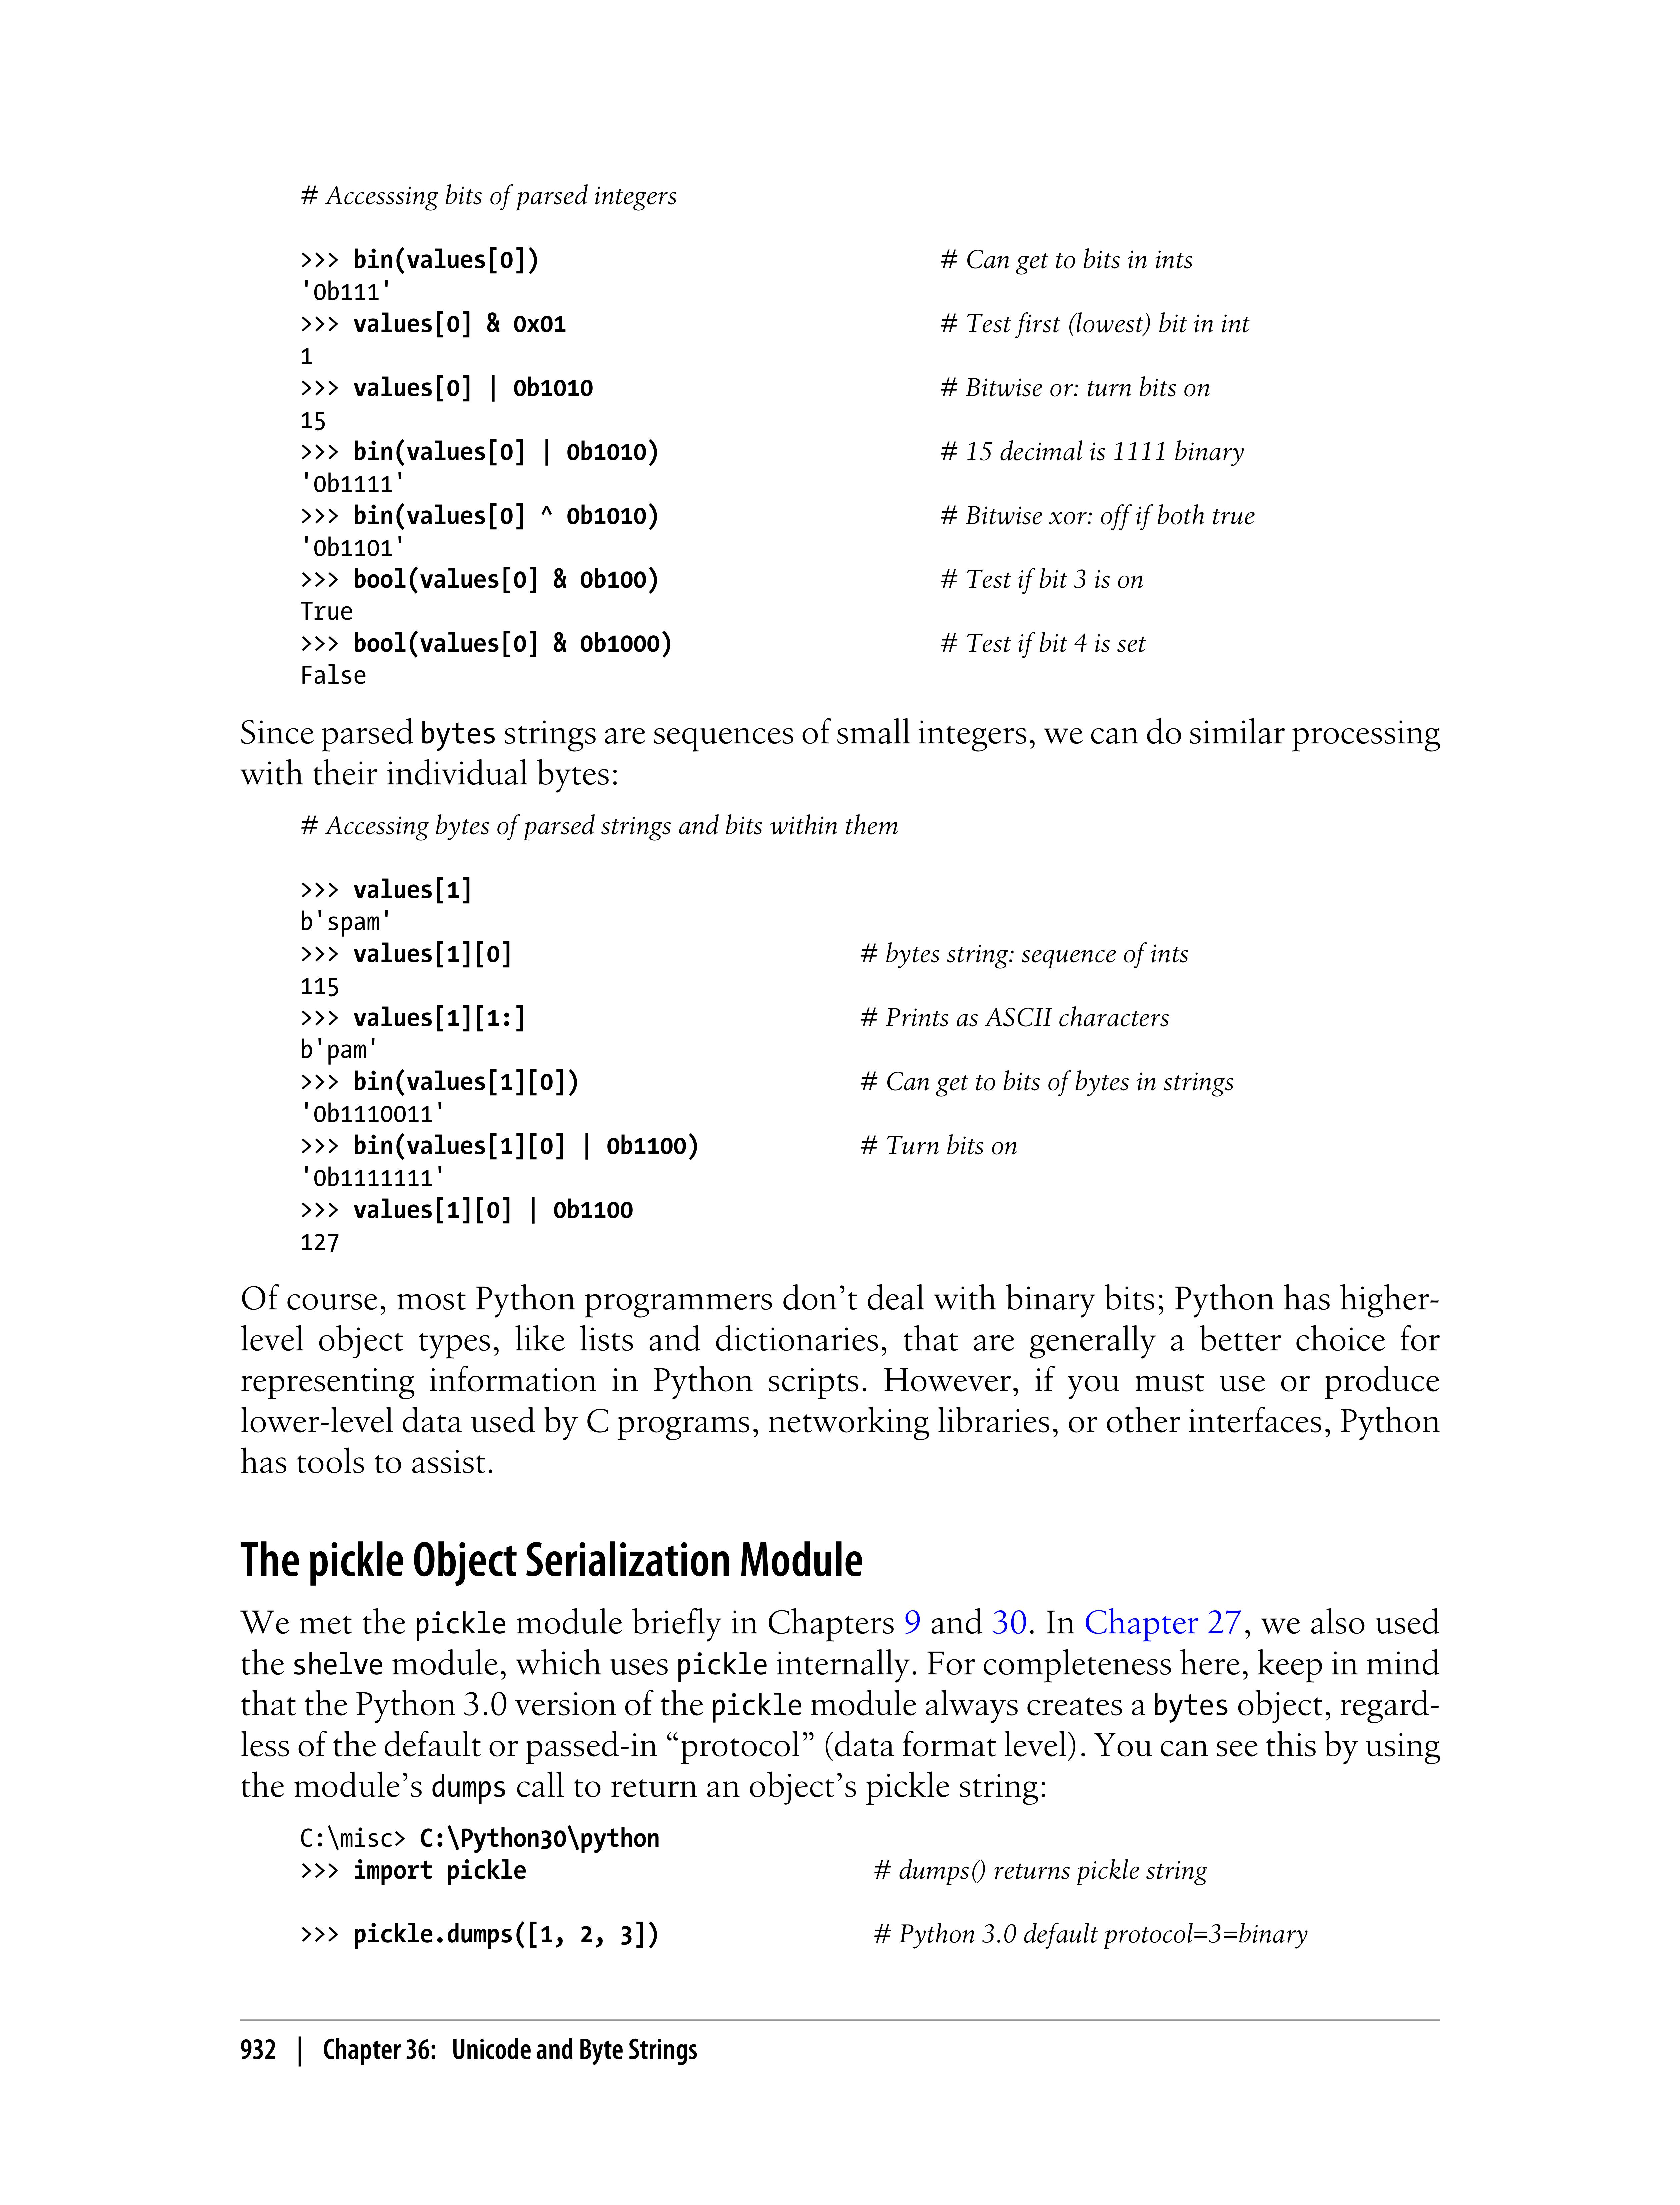 # Accesssing bits of parsed integers
>>> bin(values[0]) # Can get to bits in ints
'0b111'
>>> values[0] & 0x01 # Test first (lowest) bit in int
1
>>> values[0] | 0b1010 # Bitwise or: turn bits on
15
>>> bin(values[0] | 0b1010) # 15 decimal is 1111 binary
'0b1111'
>>> bin(values[0] ^ 0b1010) # Bitwise xor: off if both true
'0b1101'
>>> bool(values[0] & 0b100) # Test if bit 3 is on
True
>>> bool(values[0] & 0b1000) # Test if bit 4 is set
False
Since parsed bytes strings are sequences of small integers, we can do similar processing
with their individual bytes:
# Accessing bytes of parsed strings and bits within them
>>> values[1]
b'spam'
>>> values[1][0] # bytes string: sequence of ints
115
>>> values[1][1:] # Prints as ASCII characters
b'pam'
>>> bin(values[1][0]) # Can get to bits of bytes in strings
'0b1110011'
>>> bin(values[1][0] | 0b1100) # Turn bits on
'0b1111111'
>>> values[1][0] | 0b1100
127
Of course, most Python programmers don’t deal with binary bits; Python has higher-
level object types, like lists and dictionaries, that are generally a better choice for
representing information in Python scripts. However, if you must use or produce
lower-level data used by C programs, networking libraries, or other interfaces, Python
has tools to assist.
The pickle Object Serialization Module
We met the pickle module briefly in Chapters 9 and 30. In Chapter 27, we also used
the shelve module, which uses pickle internally. For completeness here, keep in mind
that the Python 3.0 version of the pickle module always creates a bytes object, regard-
less of the default or passed-in “protocol” (data format level). You can see this by using
the module’s dumps call to return an object’s pickle string:
C:\misc> C:\Python30\python
>>> import pickle # dumps() returns pickle string
>>> pickle.dumps([1, 2, 3]) # Python 3.0 default protocol=3=binary
932 | Chapter 36: Unicode and Byte Strings